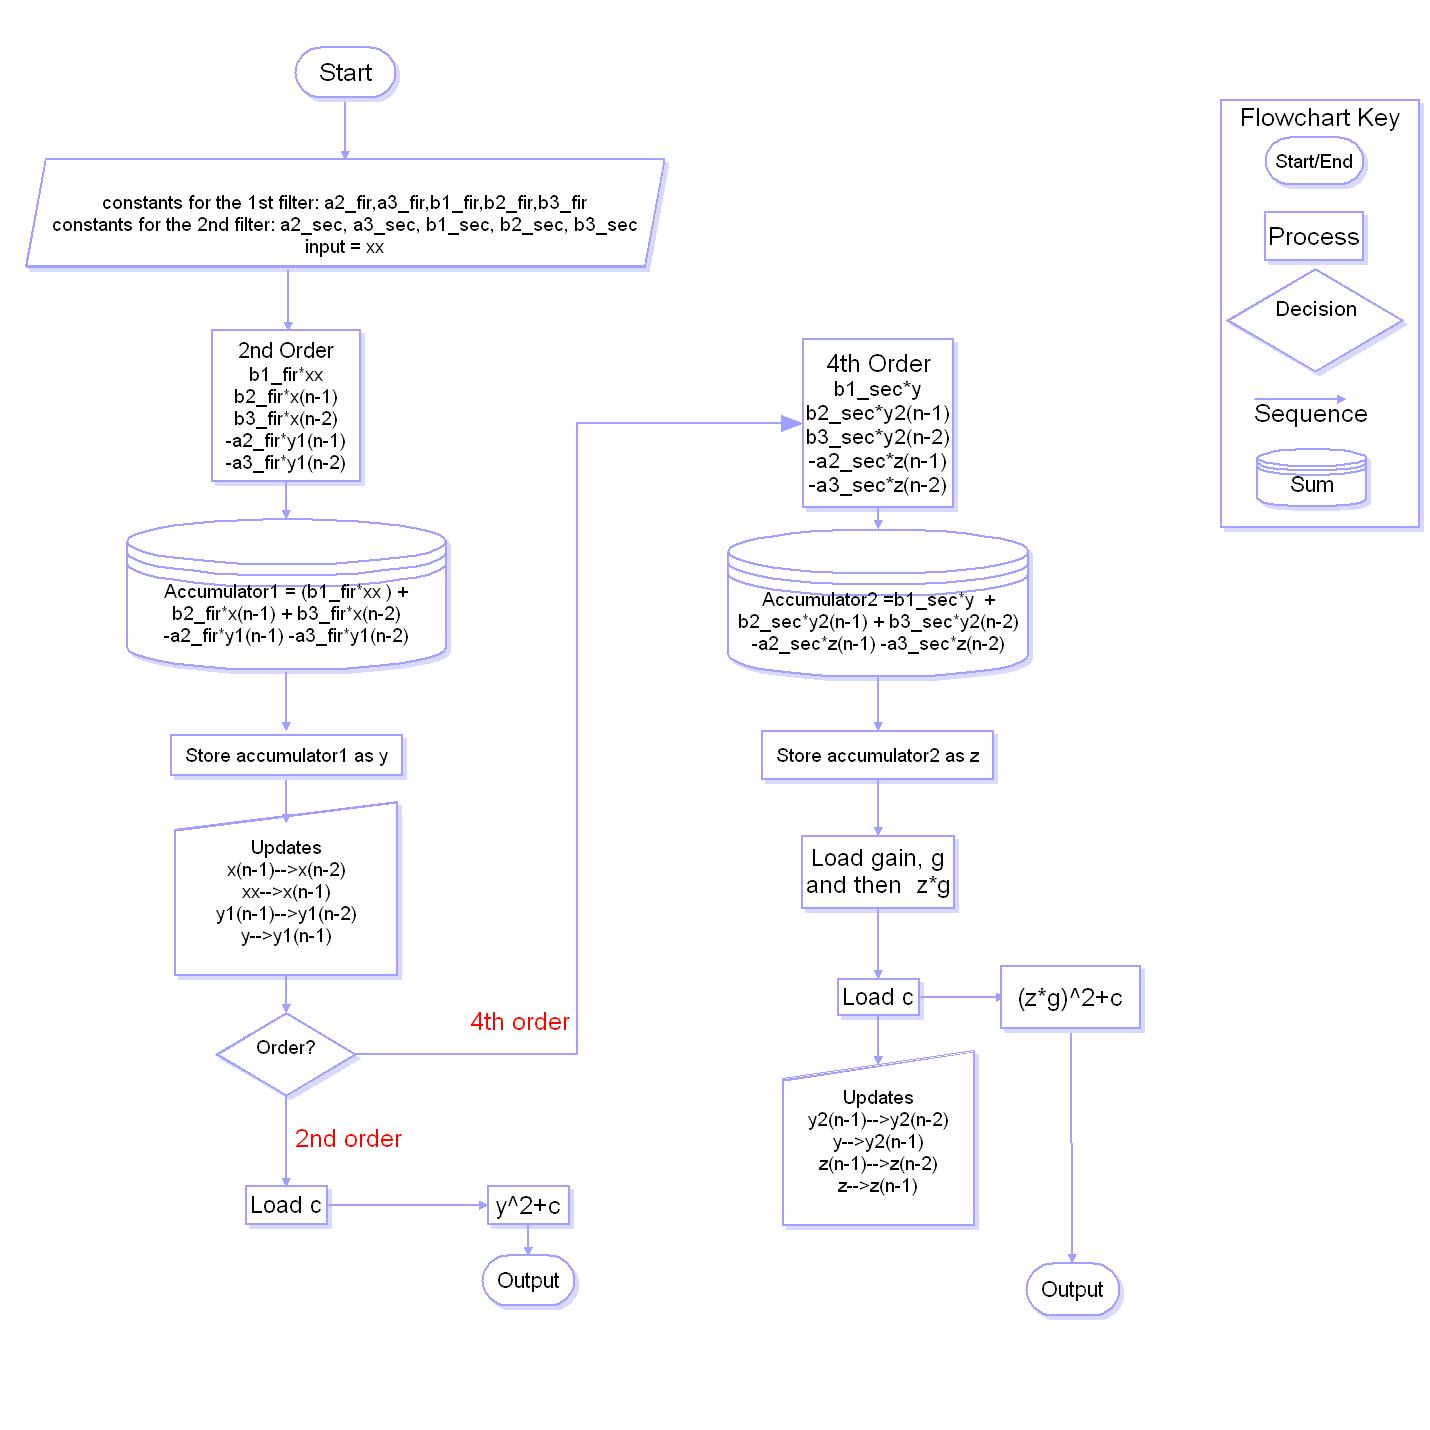 Start
constants for the 1st filter: a2_fir,a3_fir,b1_fir,b2_fir,b3_fir
constants for the 2nd filter: a2_sec, a3_sec, b1_sec, b2_sec, b3_sec
input = xx
2nd Order
b1_fir*xx
b2_fir*x(n-1)
b3_fir*x(n-2)
-a2_fir*y1(n-1)
-a3_fir*y1(n-2)
Accumulator1 = (b1_fir*xx ) +
b2_fir*x(n-1) + b3_fir*x(n-2)
-a2_fir*y1(n-1) -a3_fir*y1(n-2)
Store accumulator1 as y
Updates
x(n-1)-->x(n-2)
xx-->x(n-1)
y1(n-1)-->y1(n-2)
y-->y1(n-1)
Order?
4th order
2nd order
Load c
y^2+c
Output
4th Order
b1_sec*y
b2_sec*y2(n-1)
b3_sec*y2(n-2)
-a2_sec*z(n-1)
-a3_sec*z(n-2)
Accumulator2 =b1_sec*y  +
b2_sec*y2(n-1) + b3_sec*y2(n-2)
-a2_sec*z(n-1) -a3_sec*z(n-2)
Store accumulator2 as z
Load gain, g
and then  z*g
Load c
(z*g)^2+c
Updates
y2(n-1)-->y2(n-2)
y-->y2(n-1)
z(n-1)-->z(n-2)
z-->z(n-1)
Output
Flowchart Key
Start/End
Process
Decision
Sequence
Sum